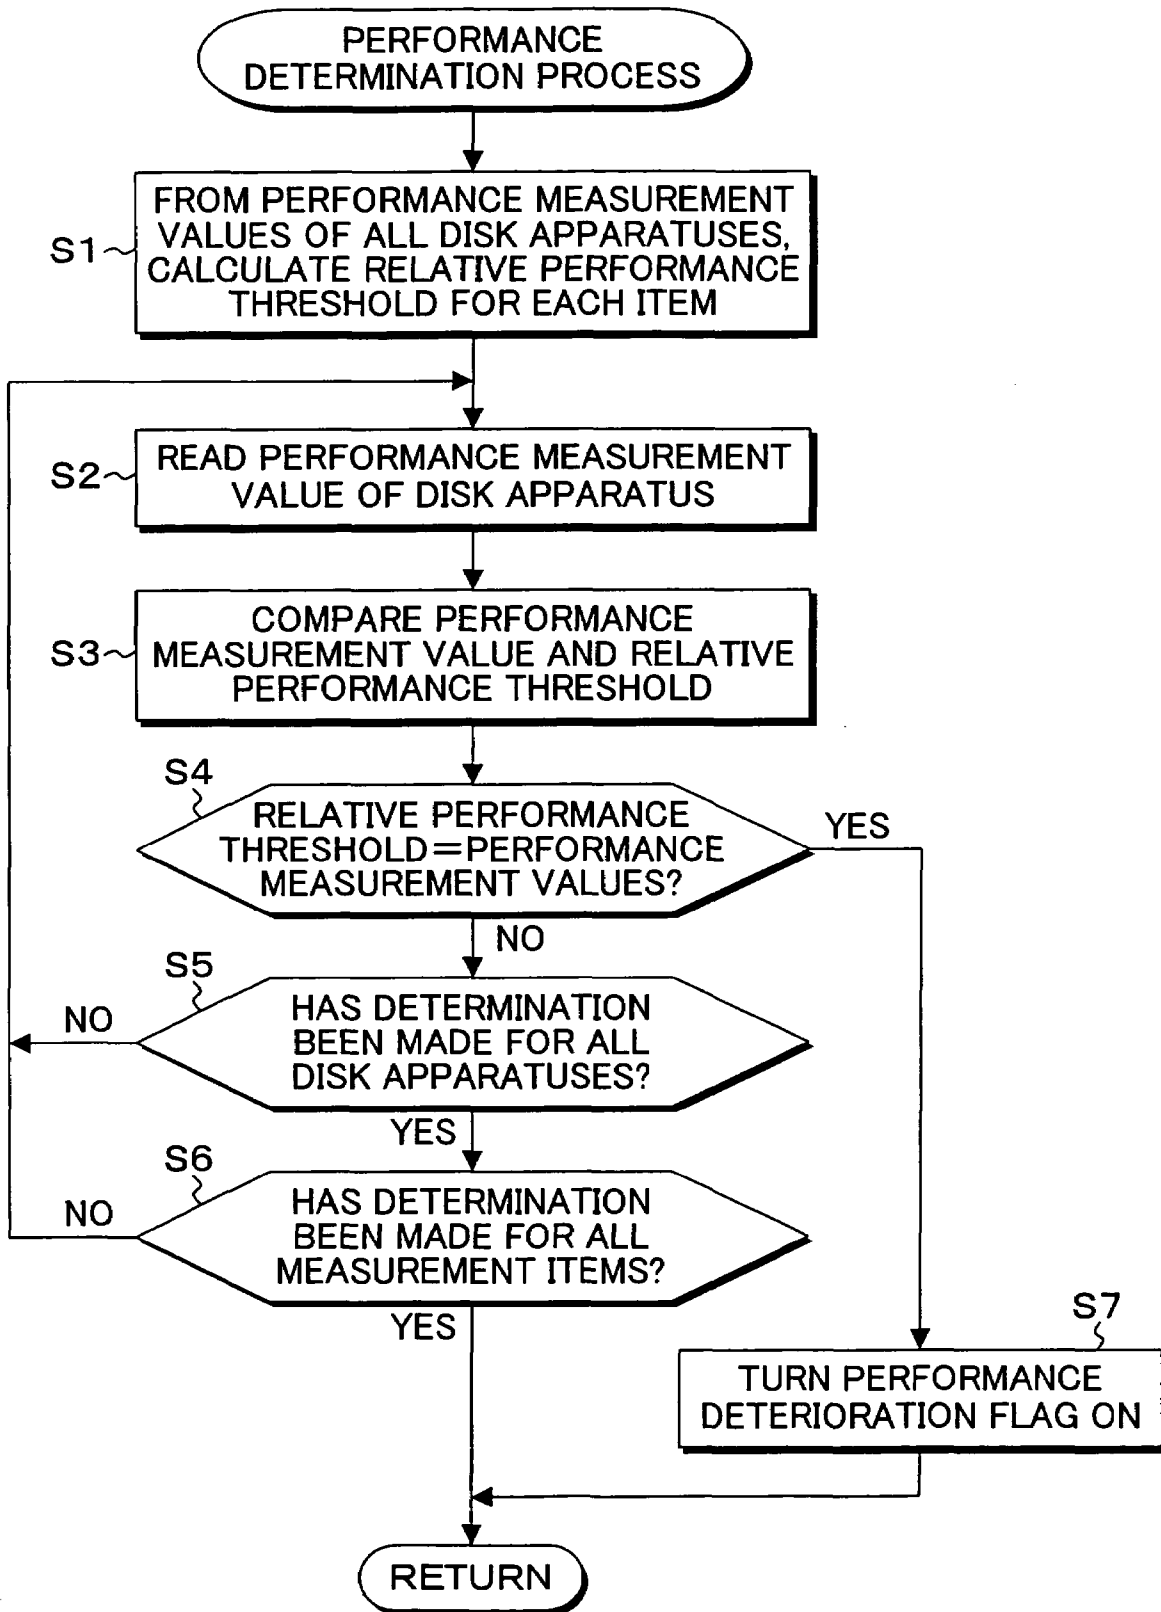 PERFORMANCE
DETERMINATION PROCESS
S1
FROM PERFORMANCE MEASUREMENT
VALUES OF ALL DISK APPARATUSES,
CALCULATE RELATIVE PERFORMANCE
THRESHOLD FOR EACH ITEM
S2
READ PERFORMANCE MEASUREMENT
VALUE OF DISK APPARATUS
S3
COMPARE PERFORMANCE
MEASUREMENT VALUE AND RELATIVE
PERFORMANCE THRESHOLD
S4
RELATIVE PERFORMANCE
THRESHOLD=PERFORMANCE
MEASUREMENT VALUES?
YES
NO
S5
HAS DETERMINATION
BEEN MADE FOR ALL
DISK APPARATUSES?
NO
YES
S6
HAS DETERMINATION
BEEN MADE FOR ALL
MEASUREMENT ITEMS?
NO
YES
S7
TURN PERFORMANCE
DETERIORATION FLAG ON
RETURN